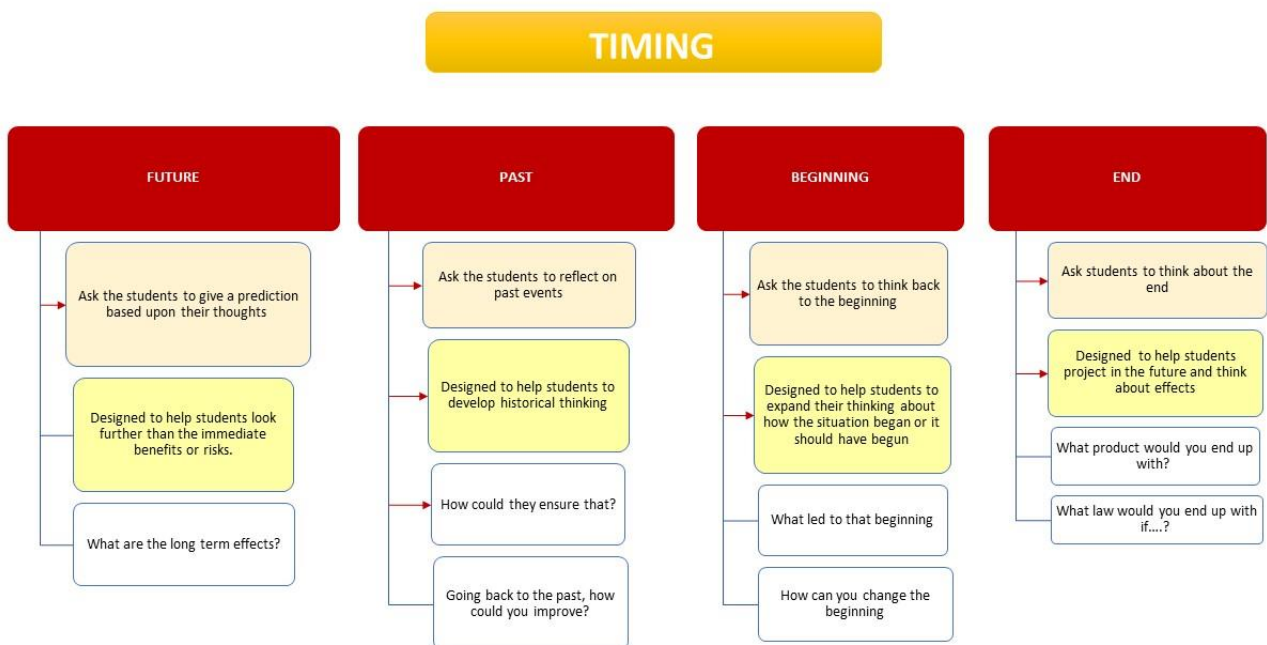 TIMING
FUTURE
Ask the students to give a prediction
based upon their thoughts
Designed to help students look
further than the immediate
benefits or risks.
What are the long term effects?
PAST
Ask the students to reflect on
past events
Designed to help students to
develop historical thinking
How could they ensure that?
Going back to the past, how
could you improve?
BEGINNING
Ask the students to think back
to the beginning
Designed to help students to
expand their thinking about
how the situation began or it
should have begun
What led to that beginning
How can you change the
beginning
END
Ask students to think about the
end
Designed to help students
project in the future and think
about effects
What product would you end up
with?
What law would you end up with
if....?